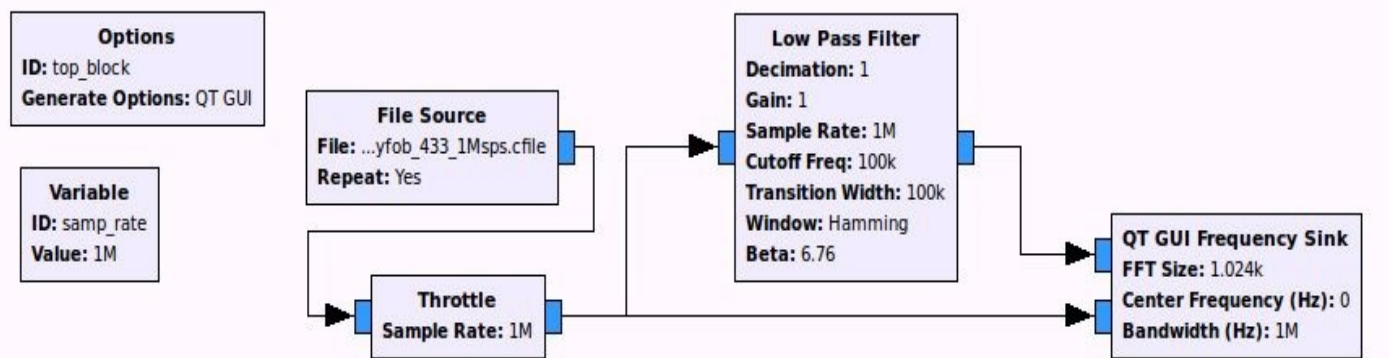 Options
ID: top_block
Generate Options: QT GUI
Variable
ID: samp_rate
Value: 1M
File Source
File: ...yfob_433_1Msps.cfile
Repeat: Yes
Throttle
Sample Rate: 1M
Low Pass Filter
Decimation: 1
Gain: 1
Sample Rate: 1M
Cutoff Freq: 100k
Transition Width: 100k
Window: Hamming
Beta: 6.76
QT GUI Frequency Sink
FFT Size: 1.024k
Center Frequency (Hz): 0
Bandwidth (Hz): 1M